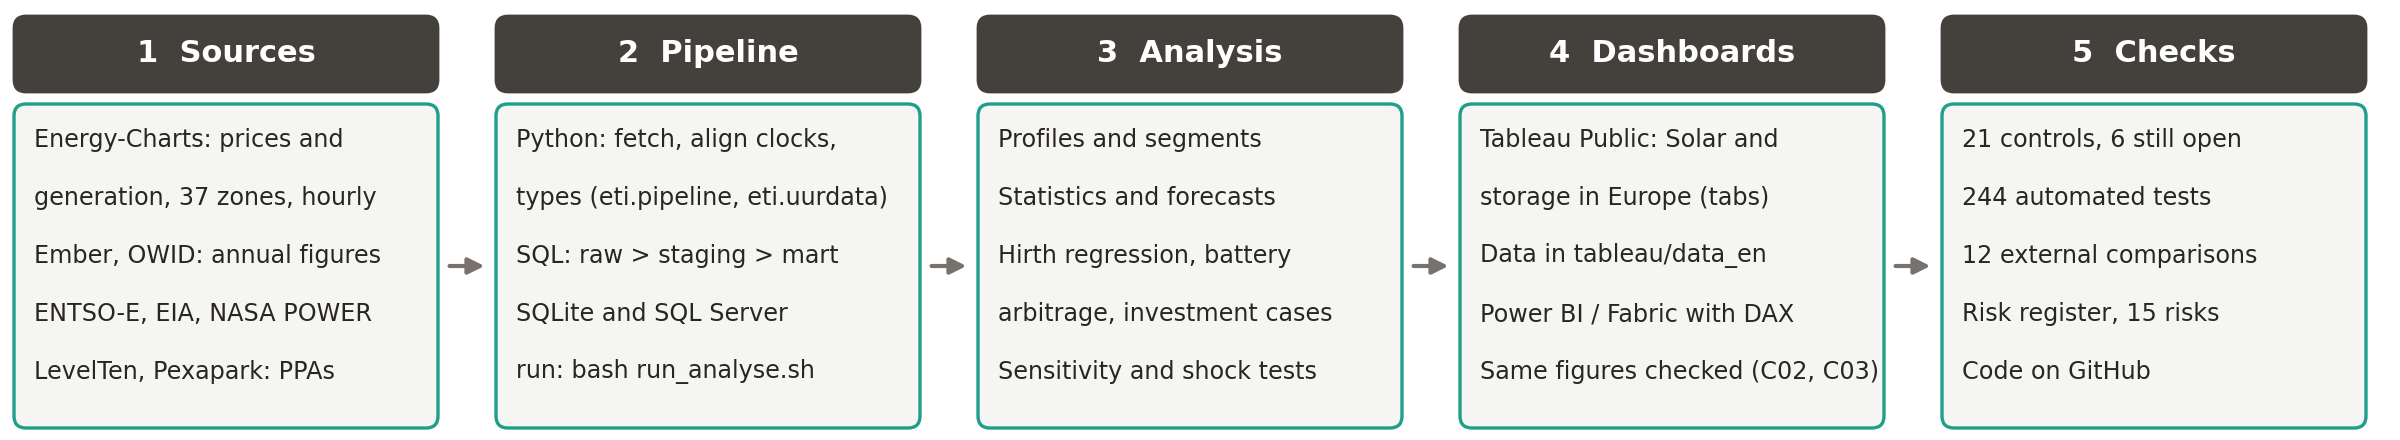 1 Sources
Energy-Charts: prices and
generation, 37 zones, hourly
Ember, OWID: annual figures
ENTSO-E, EIA, NASA POWER
LevelTen, Pexapark: PPAs
2 Pipeline
Python: fetch, align clocks,
types (eti.pipeline, eti.uurdata)
SQL: raw > staging > mart
SQLite and SQL Server
run: bash run_analyse.sh
3 Analysis
Profiles and segments
Statistics and forecasts
Hirth regression, battery
arbitrage, investment cases
Sensitivity and shock tests
4 Dashboards
Tableau Public: Solar and
storage in Europe (tabs)
Data in tableau/data_en
Power BI / Fabric with DAX
Same figures checked (C02, C03)
5 Checks
21 controls, 6 still open
244 automated tests
12 external comparisons
Risk register, 15 risks
Code on GitHub